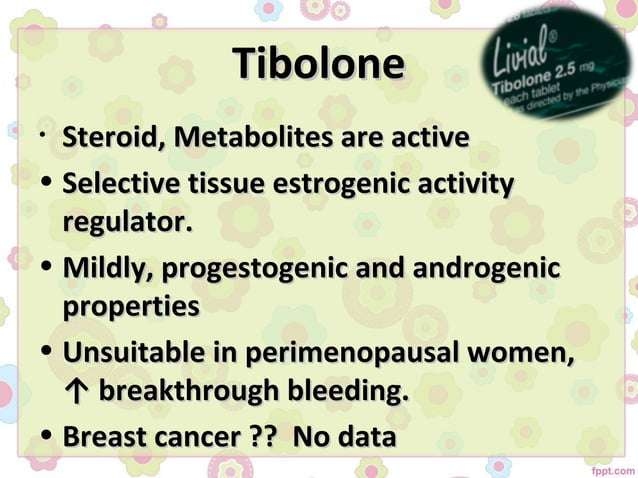 Livial®
Tibolone 2.5 mg
each tablet
as directed by the Physician
Tibolone
• Steroid, Metabolites are active
• Selective tissue estrogenic activity
regulator.
• Mildly, progestogenic and androgenic
properties
• Unsuitable in perimenopausal women,
↑ breakthrough bleeding.
• Breast cancer ?? No data
fppt.com